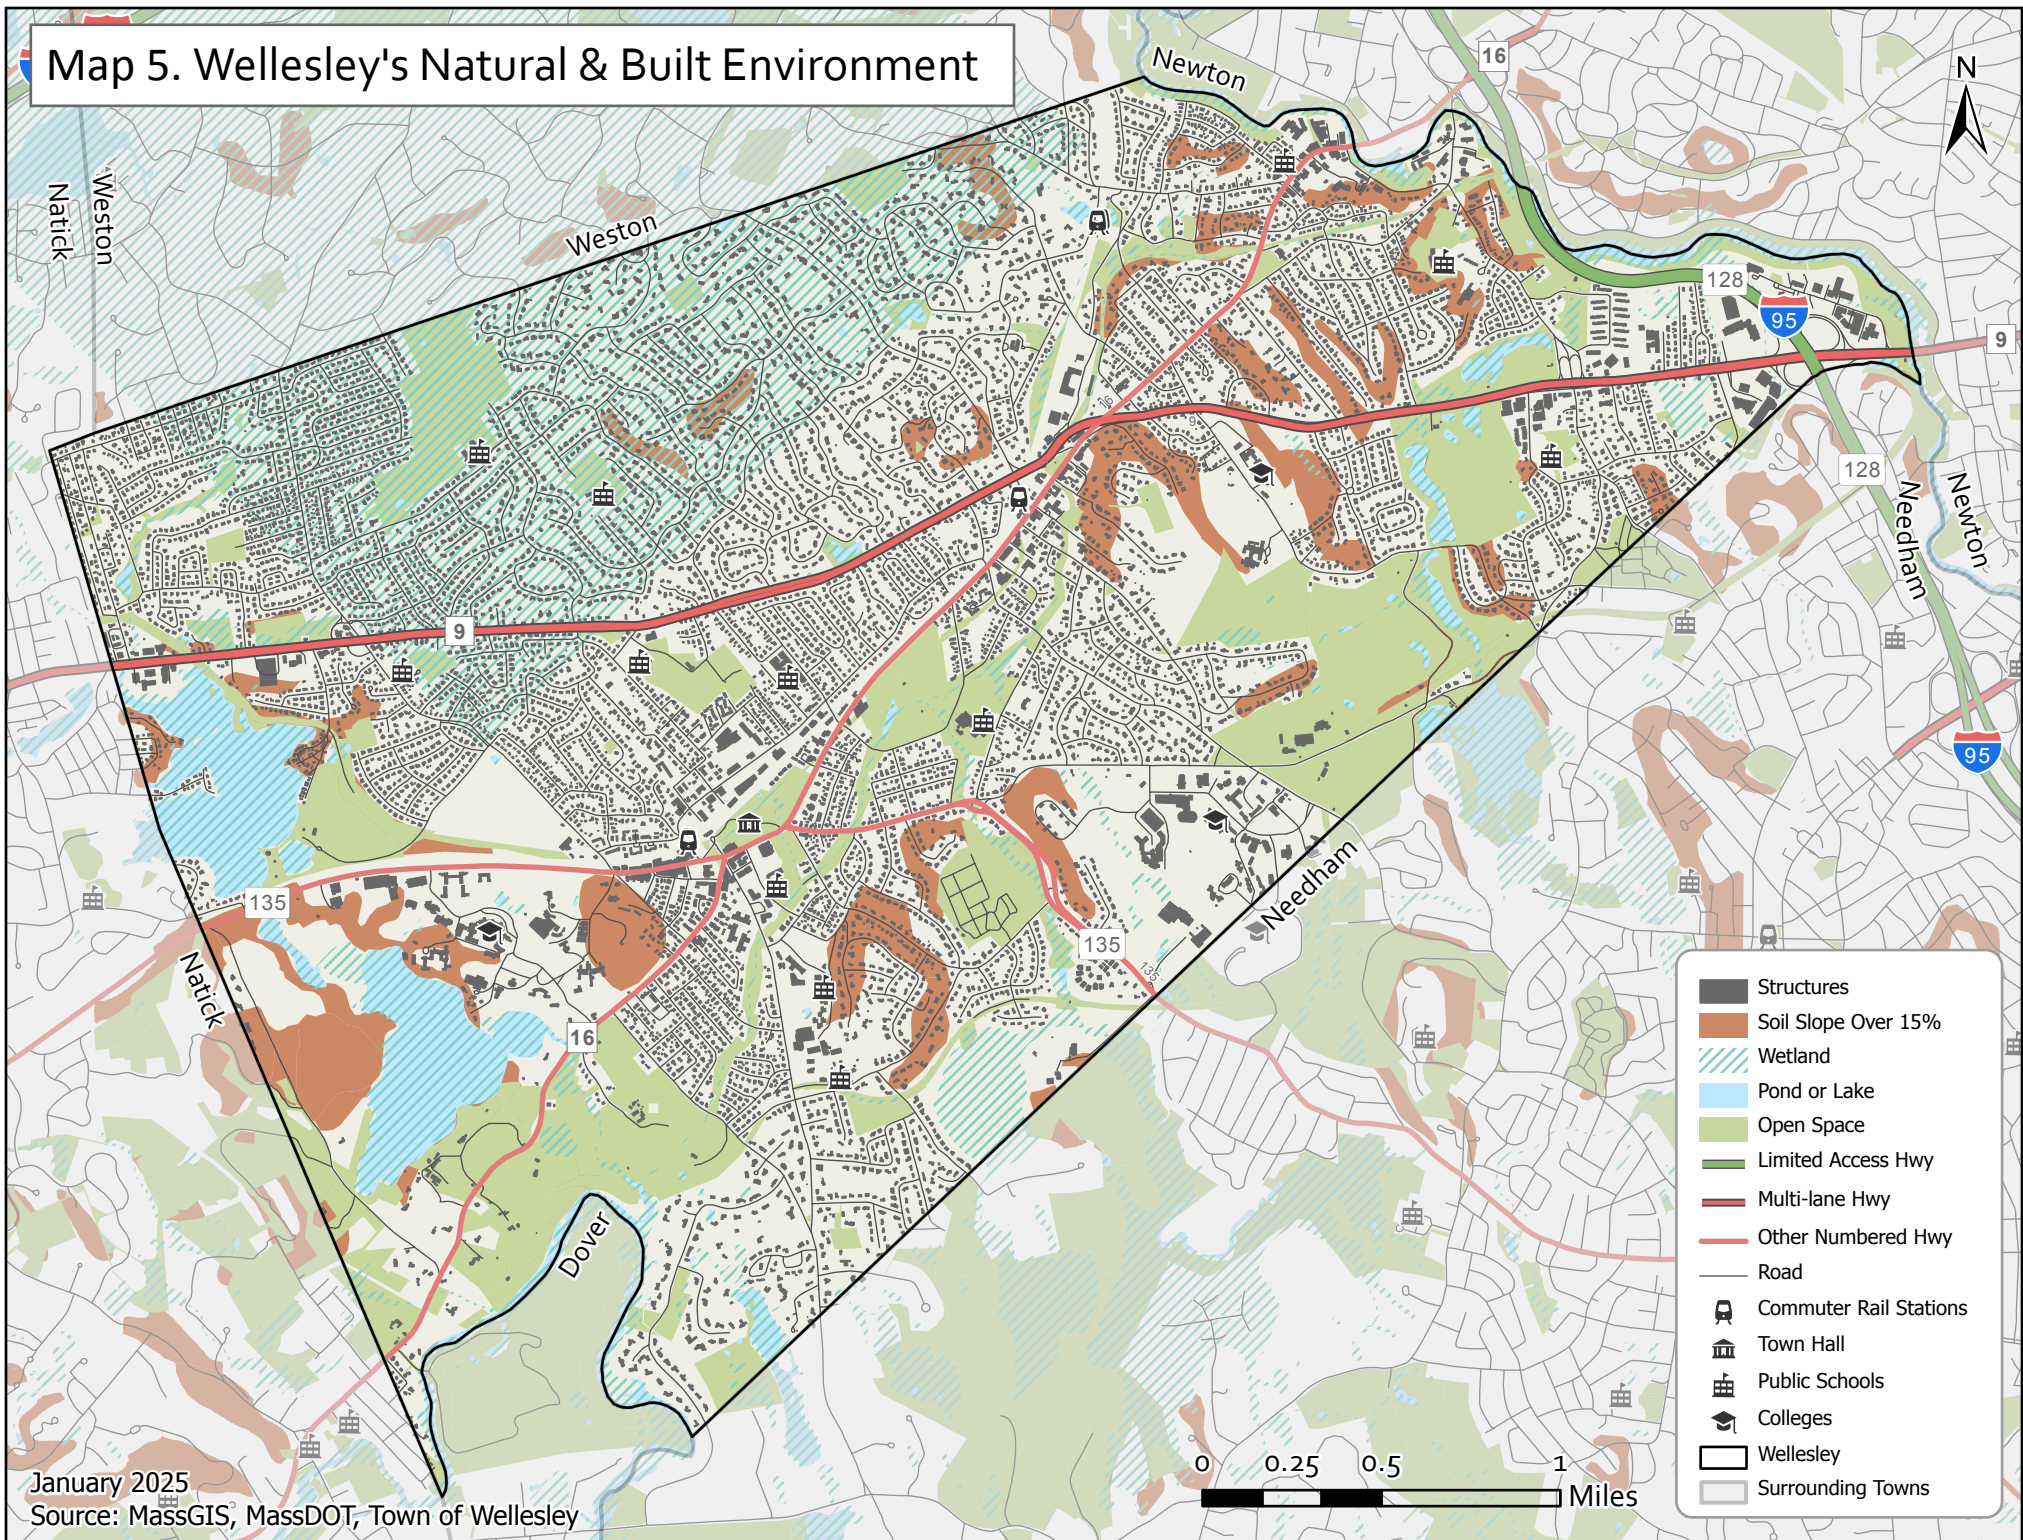 Map 5. Wellesley's Natural & Built Environment
Newton
16
N
Natick
Weston
Weston
128
95
9
16
9
128
Needham
Newton
9
95
135
Needham
135
135
Natick
16
Dover
Structures
Soil Slope Over 15%
Wetland
Pond or Lake
Open Space
Limited Access Hwy
Multi-lane Hwy
Other Numbered Hwy
Road
Commuter Rail Stations
Town Hall
Public Schools
Colleges
Wellesley
Surrounding Towns
0 0.25 0.5 1
Miles
January 2025
Source: MassGIS, MassDOT, Town of Wellesley